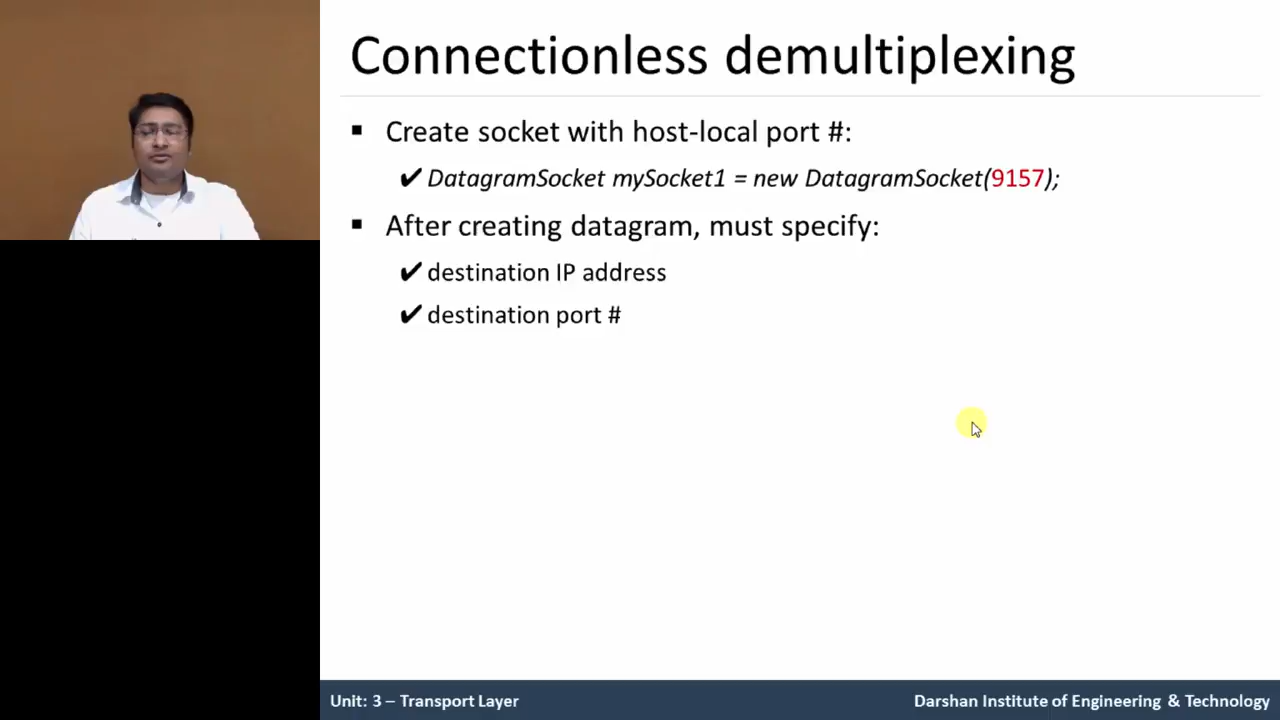 Connectionless demultiplexing
▪ Create socket with host-local port #:
✔ DatagramSocket mySocket1 = new DatagramSocket(9157);
▪ After creating datagram, must specify:
✔ destination IP address
✔ destination port #
Unit: 3 – Transport Layer
Darshan Institute of Engineering & Technology